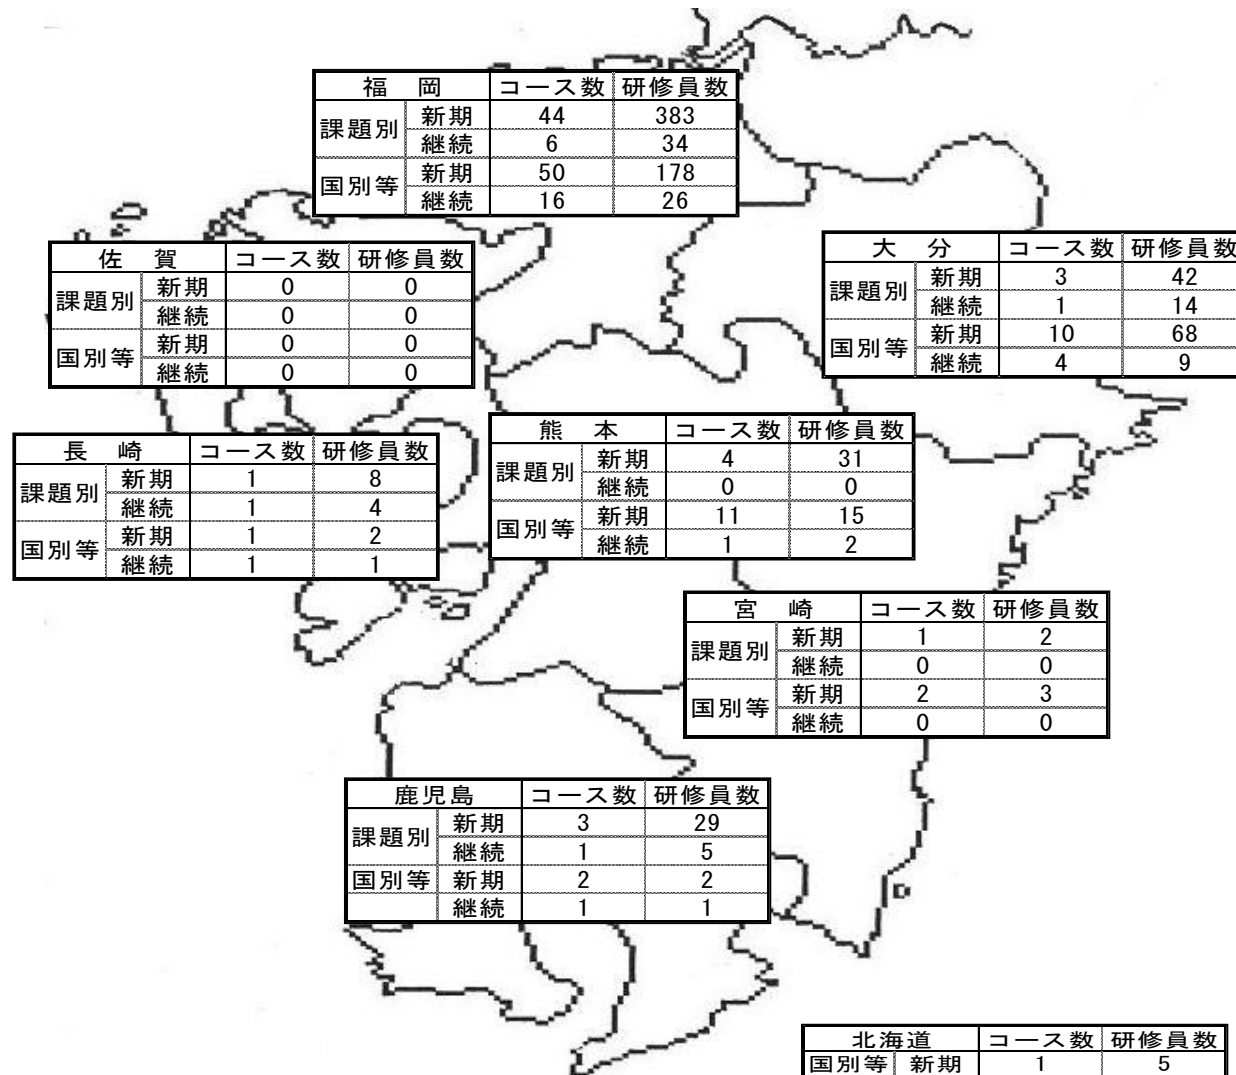 福　岡 コース数 研修員数
課題別 新期 44 383
継続 6 34
国別等 新期 50 178
継続 16 26
佐　賀 コース数 研修員数
課題別 新期 0 0
継続 0 0
国別等 新期 0 0
継続 0 0
大　分 コース数 研修員数
課題別 新期 3 42
継続 1 14
国別等 新期 10 68
継続 4 9
長　崎 コース数 研修員数
課題別 新期 1 8
継続 1 4
国別等 新期 1 2
継続 1 1
熊　本 コース数 研修員数
課題別 新期 4 31
継続 0 0
国別等 新期 11 15
継続 1 2
宮　崎 コース数 研修員数
課題別 新期 1 2
継続 0 0
国別等 新期 2 3
継続 0 0
鹿児島 コース数 研修員数
課題別 新期 3 29
継続 1 5
国別等 新期 2 2
継続 1 1
北海道 コース数 研修員数
国別等 新期 1 5